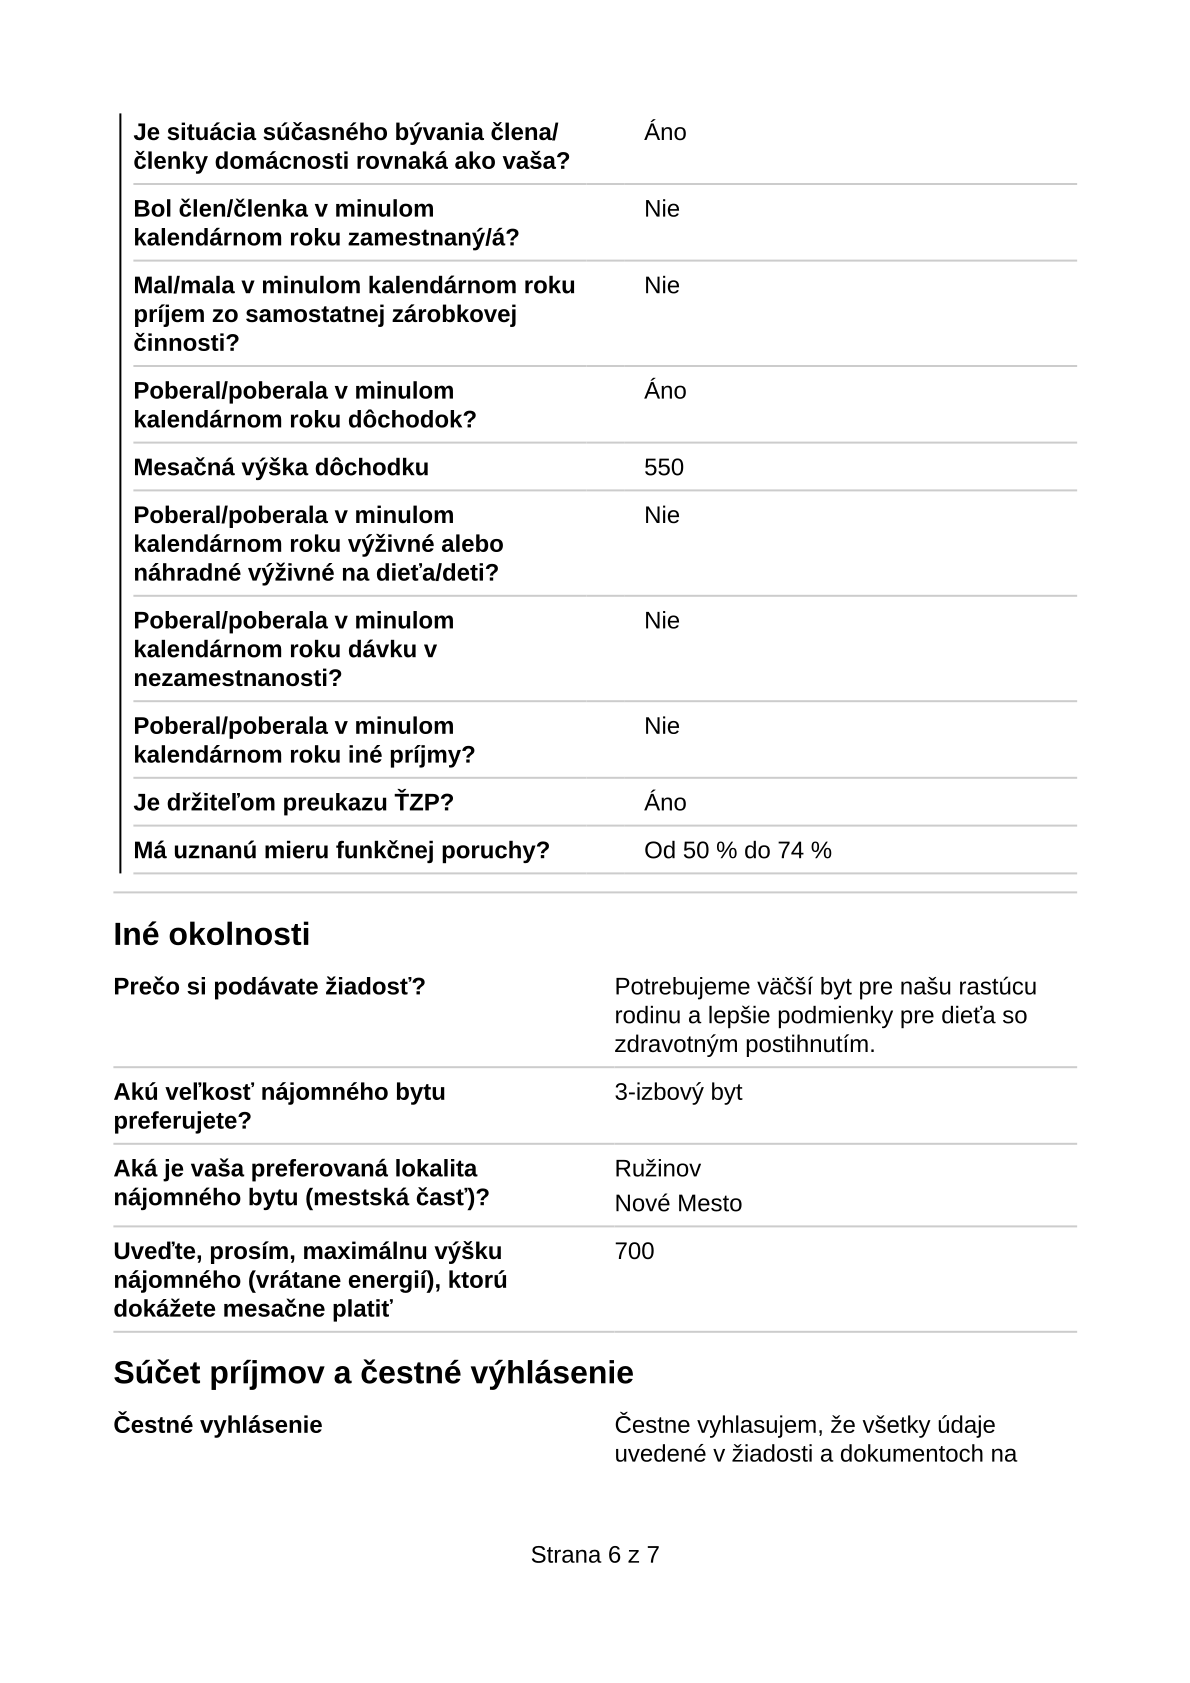 Je situácia súčasného bývania člena/
členky domácnosti rovnaká ako vaša?
Áno
Bol člen/členka v minulom
kalendárnom roku zamestnaný/á?
Nie
Mal/mala v minulom kalendárnom roku
príjem zo samostatnej zárobkovej
činnosti?
Nie
Poberal/poberala v minulom
kalendárnom roku dôchodok?
Áno
Mesačná výška dôchodku
550
Poberal/poberala v minulom
kalendárnom roku výživné alebo
náhradné výživné na dieťa/deti?
Nie
Poberal/poberala v minulom
kalendárnom roku dávku v
nezamestnanosti?
Nie
Poberal/poberala v minulom
kalendárnom roku iné príjmy?
Nie
Je držiteľom preukazu ŤZP?
Áno
Má uznanú mieru funkčnej poruchy?
Od 50 % do 74 %
Iné okolnosti
Prečo si podávate žiadosť?
Potrebujeme väčší byt pre našu rastúcu
rodinu a lepšie podmienky pre dieťa so
zdravotným postihnutím.
Akú veľkosť nájomného bytu
preferujete?
3-izbový byt
Aká je vaša preferovaná lokalita
nájomného bytu (mestská časť)?
Ružinov
Nové Mesto
Uveďte, prosím, maximálnu výšku
nájomného (vrátane energií), ktorú
dokážete mesačne platiť
700
Súčet príjmov a čestné výhlásenie
Čestné vyhlásenie
Čestne vyhlasujem, že všetky údaje
uvedené v žiadosti a dokumentoch na
Strana 6 z 7